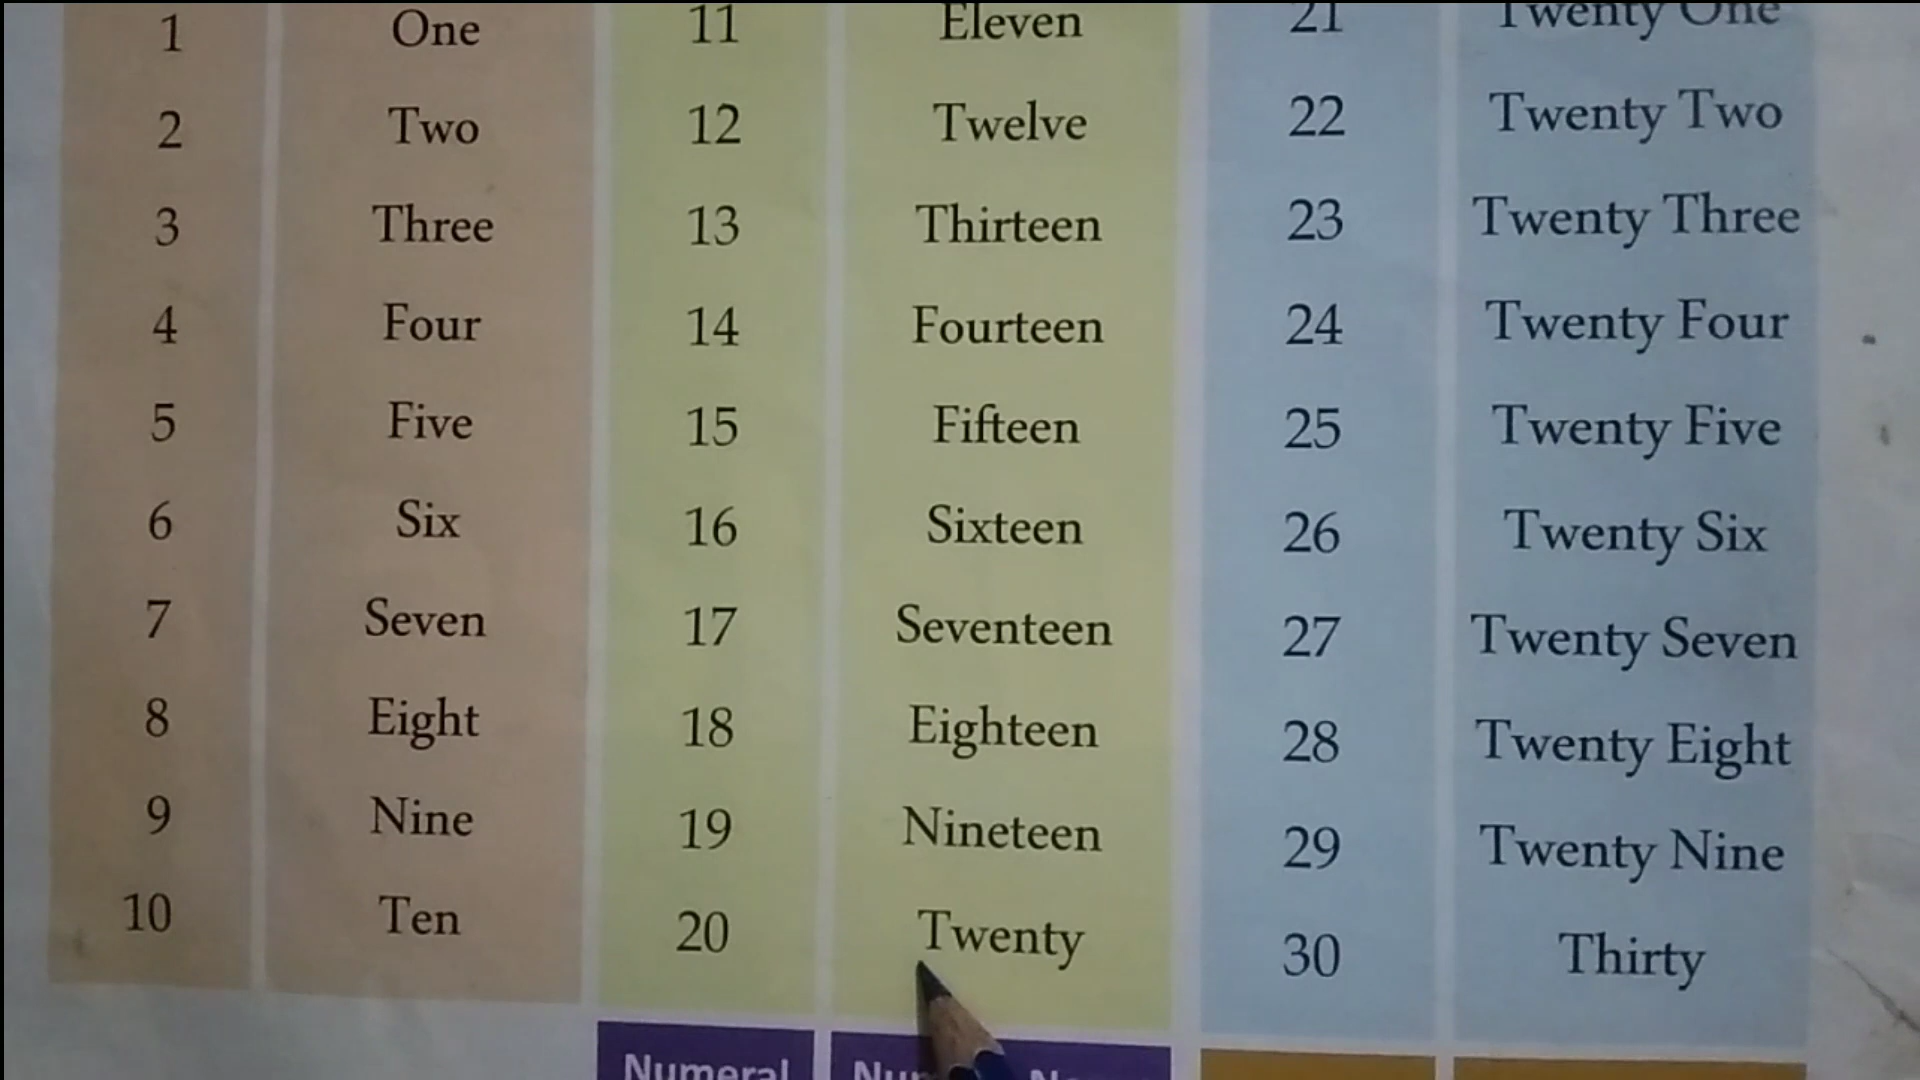 1 One 11 Eleven 21 Twenty One
2 Two 12 Twelve 22 Twenty Two
3 Three 13 Thirteen 23 Twenty Three
4 Four 14 Fourteen 24 Twenty Four
5 Five 15 Fifteen 25 Twenty Five
6 Six 16 Sixteen 26 Twenty Six
7 Seven 17 Seventeen 27 Twenty Seven
8 Eight 18 Eighteen 28 Twenty Eight
9 Nine 19 Nineteen 29 Twenty Nine
10 Ten 20 Twenty 30 Thirty
Numeral